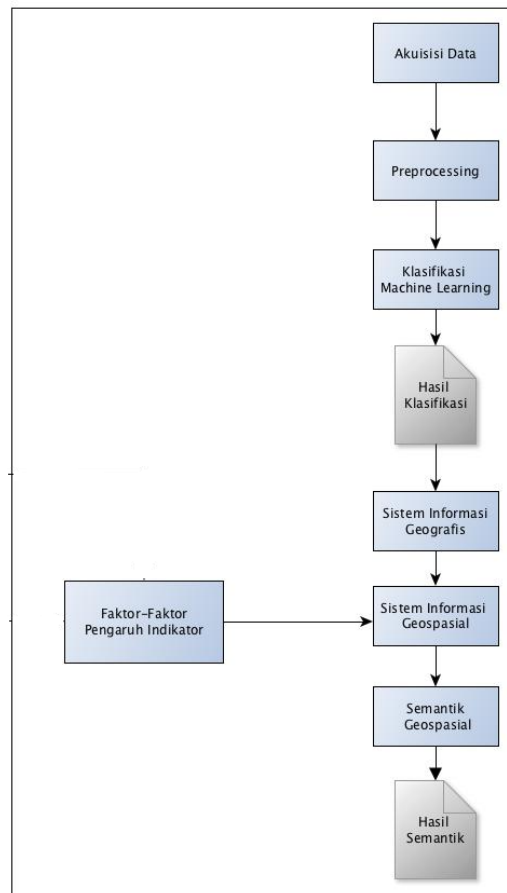 Akuisisi Data
Preprocessing
Klasifikasi
Machine Learning
Hasil
Klasifikasi
Sistem Informasi
Geografis
Faktor-Faktor
Pengaruh Indikator
Sistem Informasi
Geospasial
Semantik
Geospasial
Hasil
Semantik